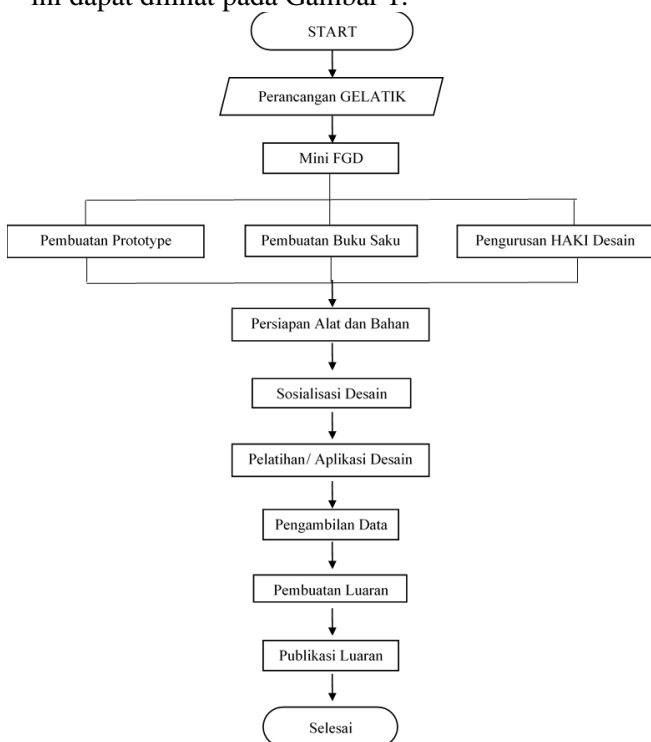 ini dapat dilihat pada Gambar 1.
START
Perancangan GELATIK
Mini FGD
Pembuatan Prototype
Pembuatan Buku Saku
Pengurusan HAKI Desain
Persiapan Alat dan Bahan
Sosialisasi Desain
Pelatihan/ Aplikasi Desain
Pengambilan Data
Pembuatan Luaran
Publikasi Luaran
Selesai